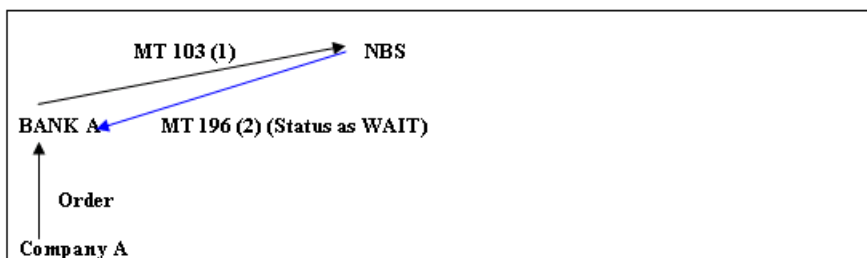 MT 103 (1)
NBS
BANK A
MT 196 (2) (Status as WAIT)
Order
Company A